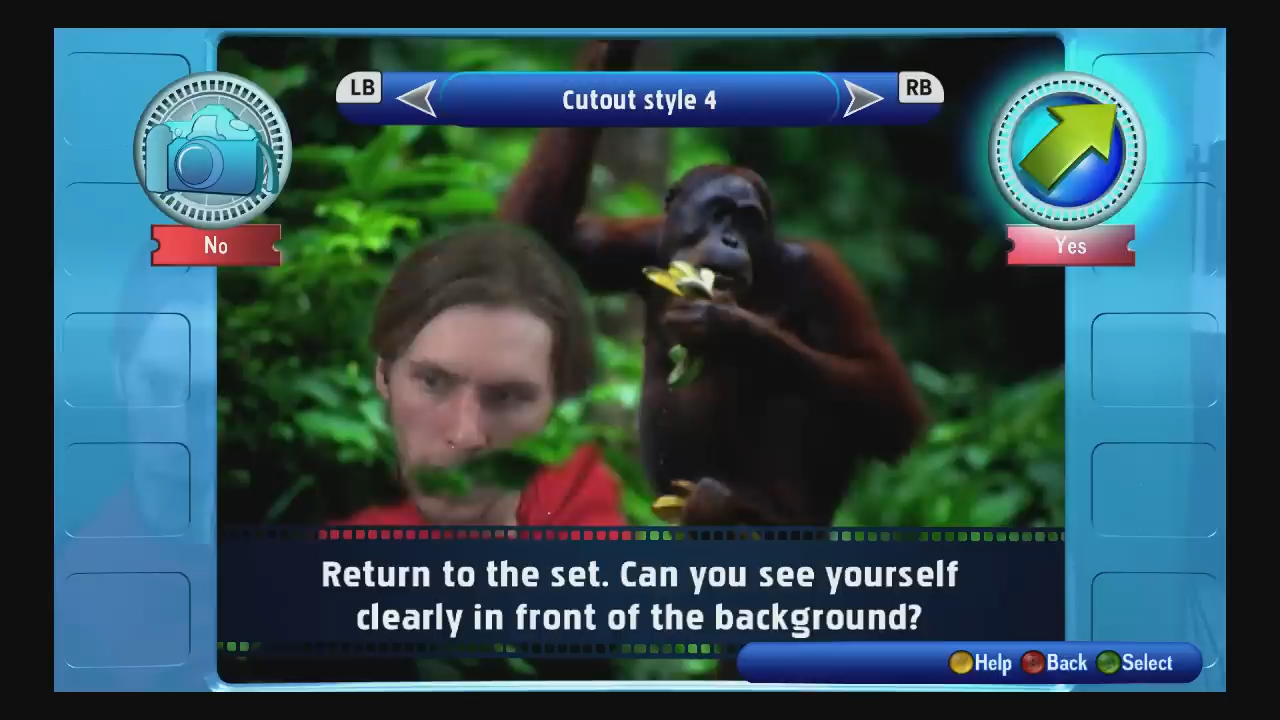 LB
Cutout style 4
RB
No
Yes
Return to the set. Can you see yourself
clearly in front of the background?
Help Back Select